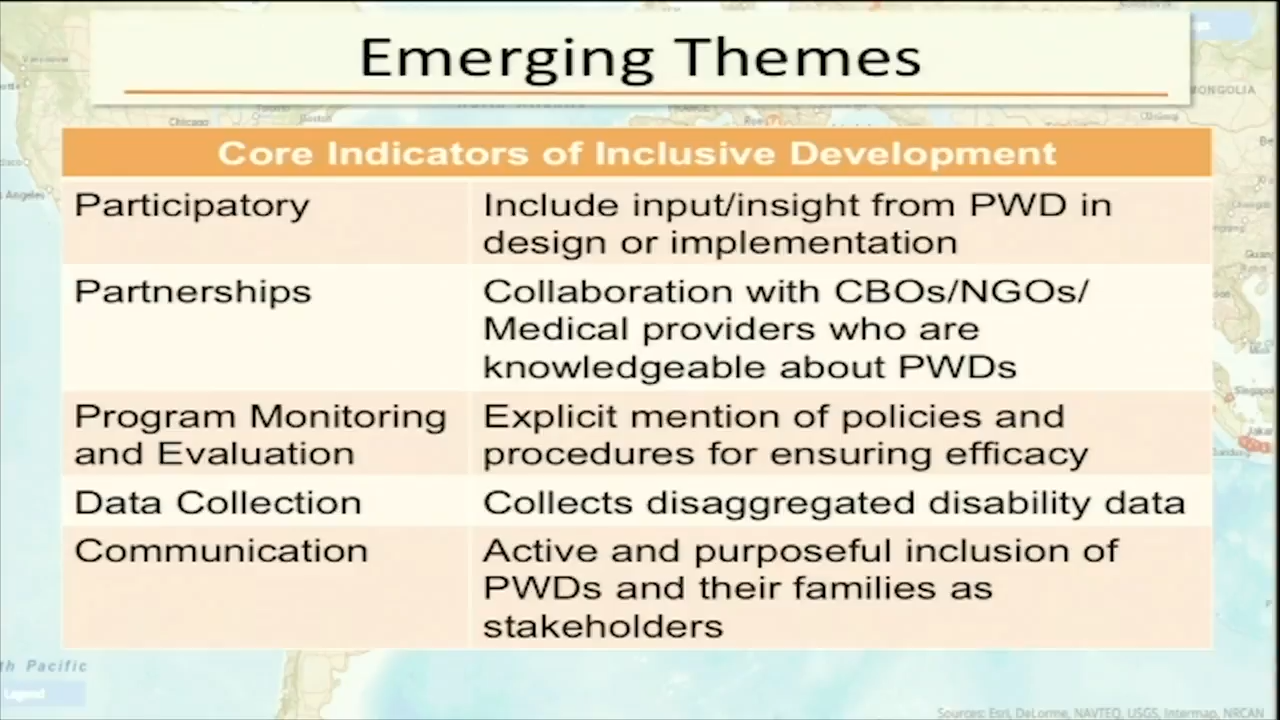 Emerging Themes
MONGOLIA
Chicago
Boston
Core Indicators of Inclusive Development
Angeles
Participatory
Include input/insight from PWD in
design or implementation
Partnerships
Collaboration with CBOs/NGOs/
Medical providers who are
knowledgeable about PWDs
Program Monitoring
and Evaluation
Explicit mention of policies and
procedures for ensuring efficacy
Data Collection
Collects disaggregated disability data
Communication
Active and purposeful inclusion of
PWDs and their families as
stakeholders
th Pacific
Legend
Sources: Esri, DeLorme, NAVTEQ, USGS, Intermap, NRCAN